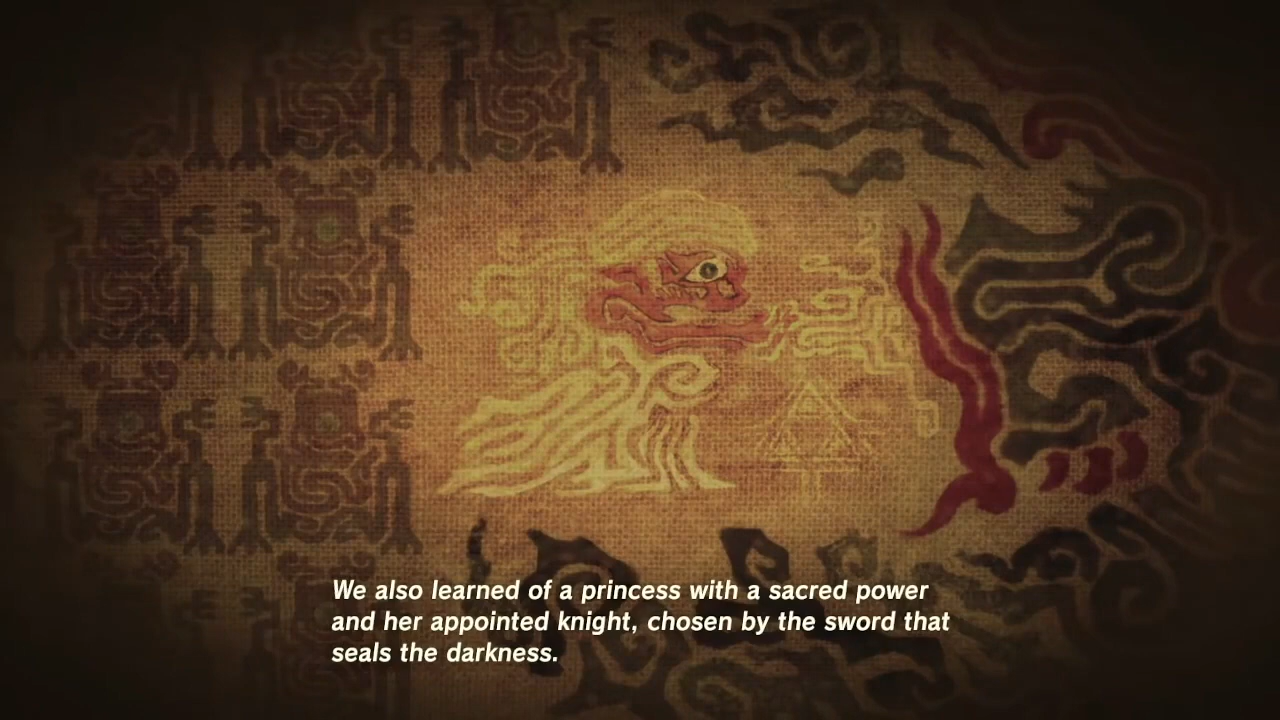 We also learned of a princess with a sacred power
and her appointed knight, chosen by the sword that
seals the darkness.